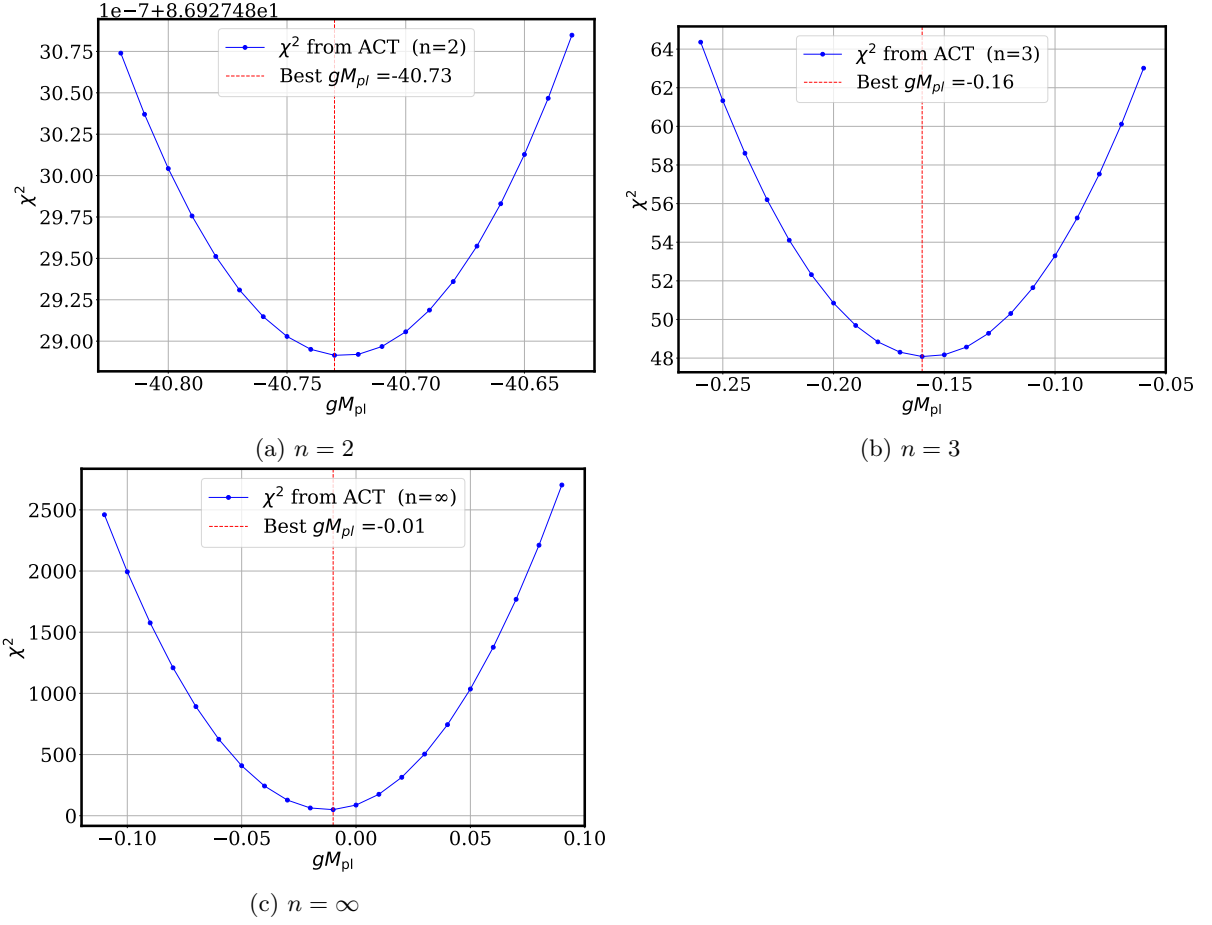 1e−7+8.692748e1
χ² from ACT (n=2)
Best gM_pl =-40.73
30.75
30.50
30.25
30.00
29.75
29.50
29.25
29.00
χ²
−40.80 −40.75 −40.70 −40.65
gM_pl
(a) n = 2
χ² from ACT (n=3)
Best gM_pl =-0.16
64
62
60
58
56
54
52
50
48
χ²
−0.25 −0.20 −0.15 −0.10 −0.05
gM_pl
(b) n = 3
χ² from ACT (n=∞)
Best gM_pl =-0.01
2500
2000
1500
1000
500
0
χ²
−0.10 −0.05 0.00 0.05 0.10
gM_pl
(c) n = ∞